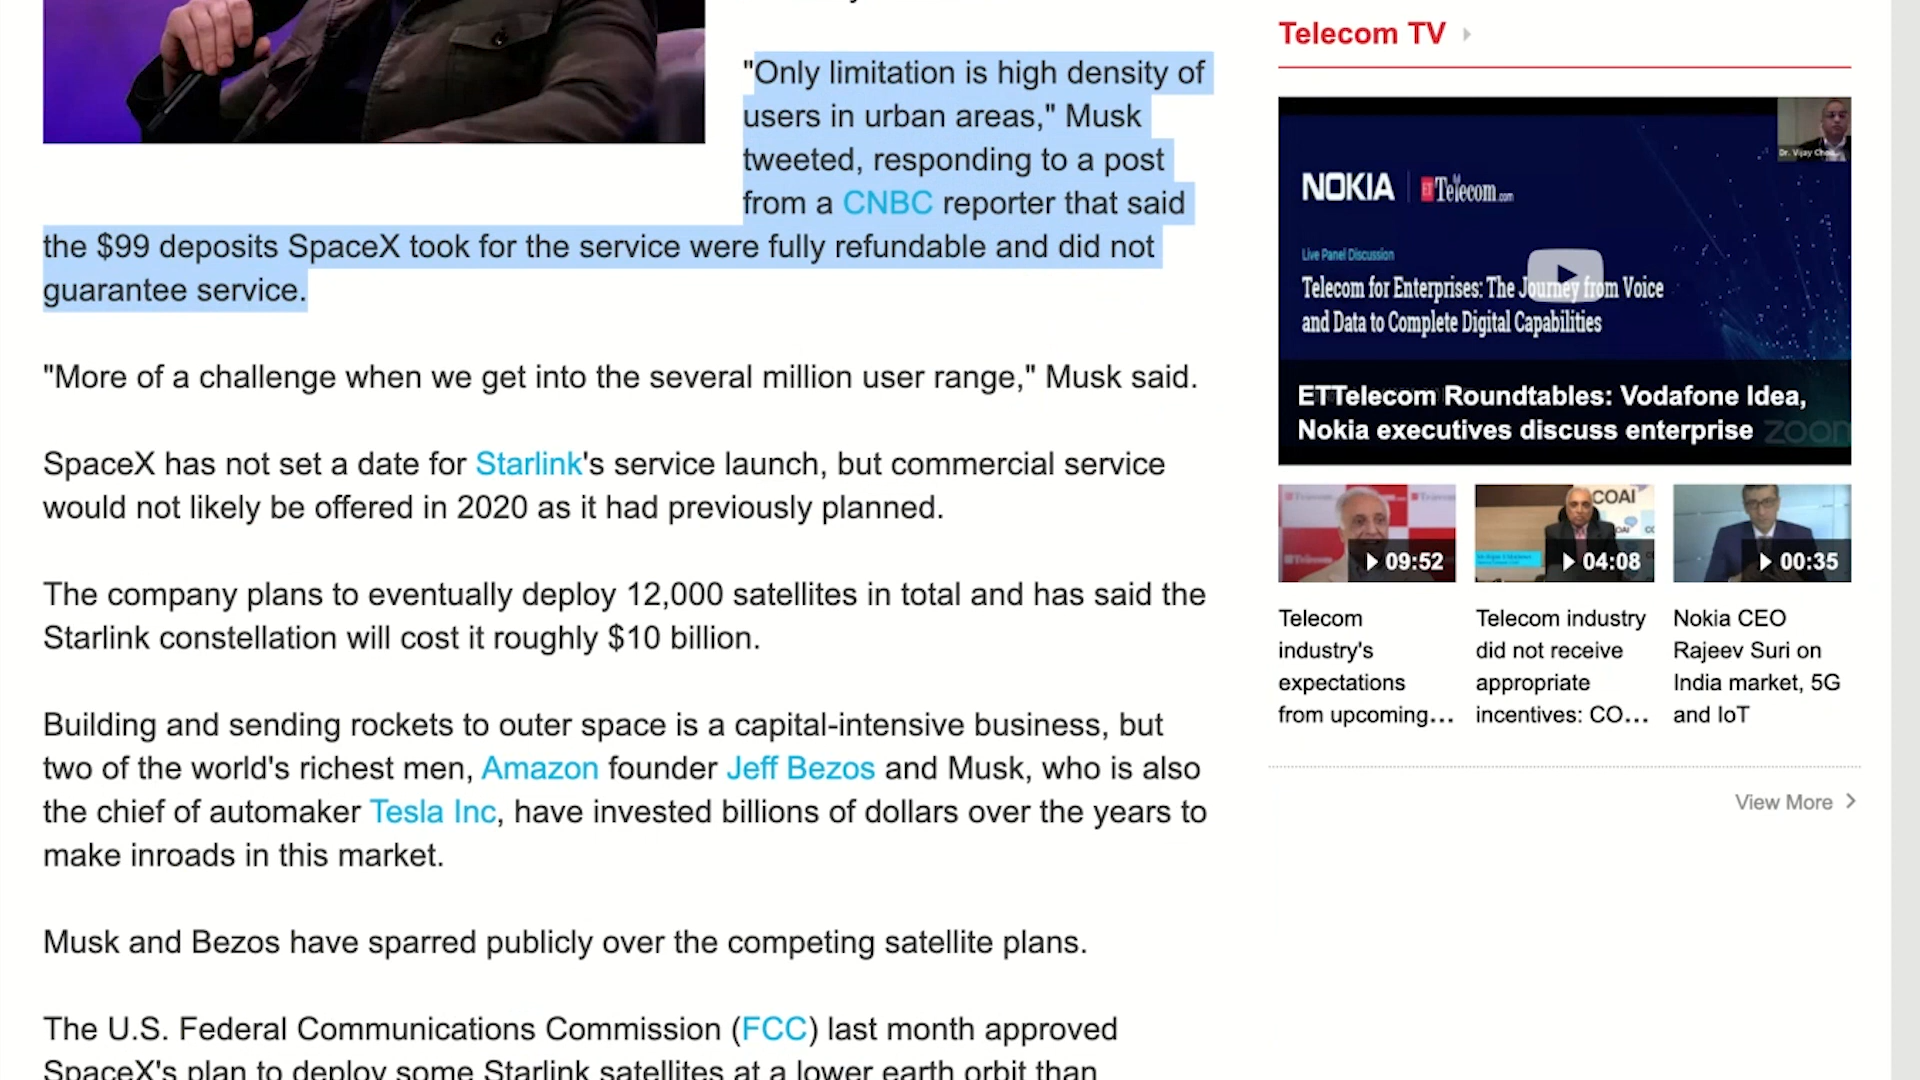 "Only limitation is high density of
users in urban areas," Musk
tweeted, responding to a post
from a CNBC reporter that said
the $99 deposits SpaceX took for the service were fully refundable and did not
guarantee service.
"More of a challenge when we get into the several million user range," Musk said.
SpaceX has not set a date for Starlink's service launch, but commercial service
would not likely be offered in 2020 as it had previously planned.
The company plans to eventually deploy 12,000 satellites in total and has said the
Starlink constellation will cost it roughly $10 billion.
Building and sending rockets to outer space is a capital-intensive business, but
two of the world's richest men, Amazon founder Jeff Bezos and Musk, who is also
the chief of automaker Tesla Inc, have invested billions of dollars over the years to
make inroads in this market.
Musk and Bezos have sparred publicly over the competing satellite plans.
The U.S. Federal Communications Commission (FCC) last month approved
SpaceX's plan to deploy some Starlink satellites at a lower earth orbit than
Telecom TV
Dr. Vijay
NOKIA
ET Telecom.com
Live Panel Discussion
Telecom for Enterprises: The Journey from Voice
and Data to Complete Digital Capabilities
ETTelecom Roundtables: Vodafone Idea,
Nokia executives discuss enterprise
zoom
09:52
COAI
04:08
00:35
Telecom
industry's
expectations
from upcoming...
Telecom industry
did not receive
appropriate
incentives: CO...
Nokia CEO
Rajeev Suri on
India market, 5G
and IoT
View More